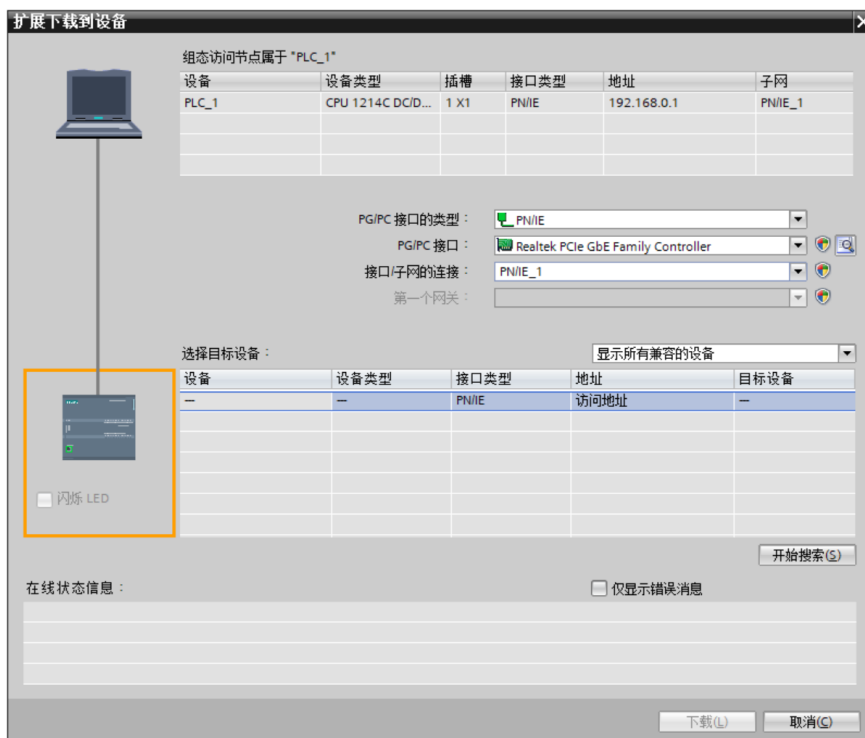 扩展下载到设备
组态访问节点属于 "PLC_1"
设备 设备类型 插槽 接口类型 地址 子网
PLC_1 CPU 1214C DC/D... 1 X1 PN/IE 192.168.0.1 PN/IE_1
PG/PC 接口的类型： PN/IE
PG/PC 接口： Realtek PCIe GbE Family Controller
接口/子网的连接： PN/IE_1
第一个网关：
选择目标设备： 显示所有兼容的设备
设备 设备类型 接口类型 地址 目标设备
— — PN/IE 访问地址 —
闪烁 LED
开始搜索(S)
在线状态信息： 仅显示错误消息
下载(L) 取消(C)